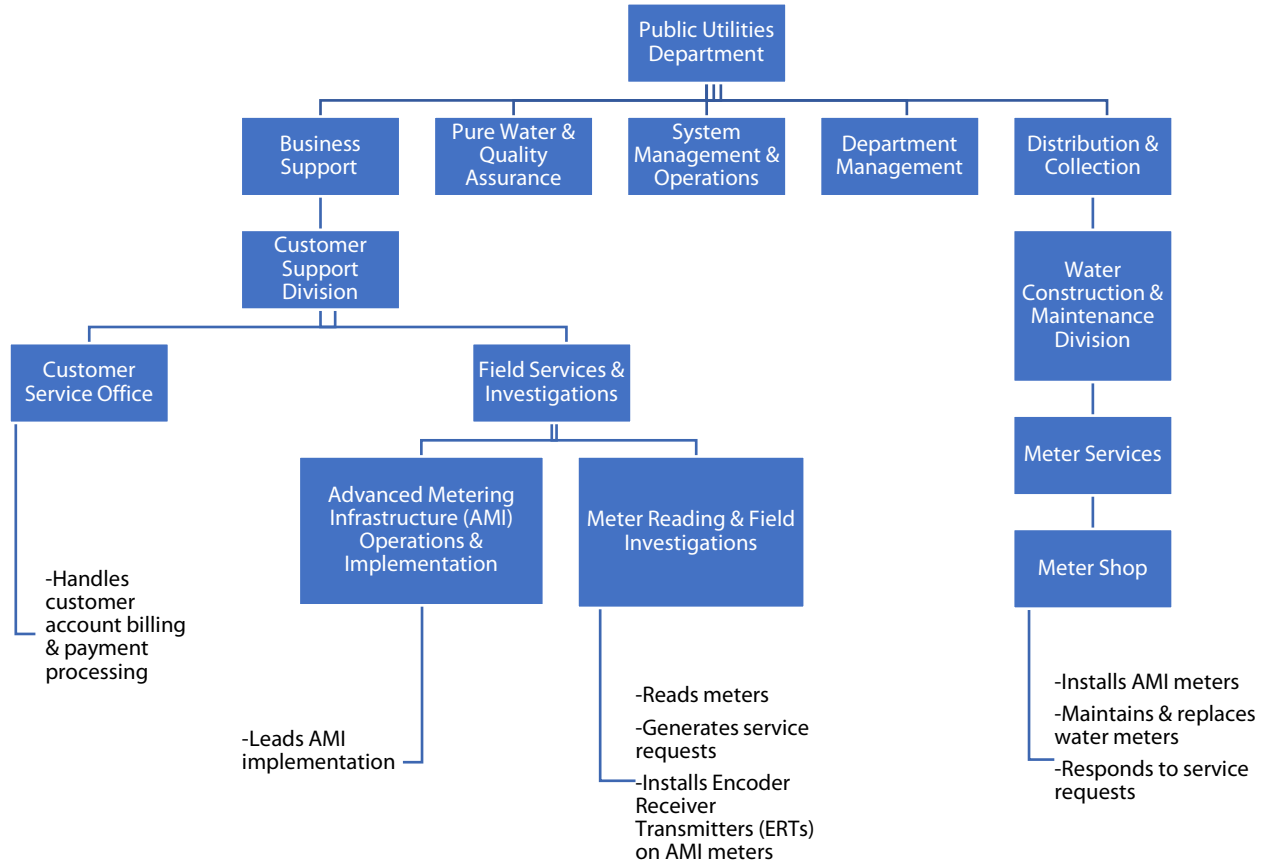 Public Utilities
Department
Business
Support
Pure Water &
Quality
Assurance
System
Management &
Operations
Department
Management
Distribution &
Collection
Customer
Support
Division
Water
Construction &
Maintenance
Division
Customer
Service Office
Field Services &
Investigations
Meter Services
Advanced Metering
Infrastructure (AMI)
Operations &
Implementation
Meter Reading & Field
Investigations
Meter Shop
-Handles
customer
account billing
& payment
processing
-Leads AMI
implementation
-Reads meters
-Generates service
requests
-Installs Encoder
Receiver
Transmitters (ERTs)
on AMI meters
-Installs AMI meters
-Maintains & replaces
water meters
-Responds to service
requests